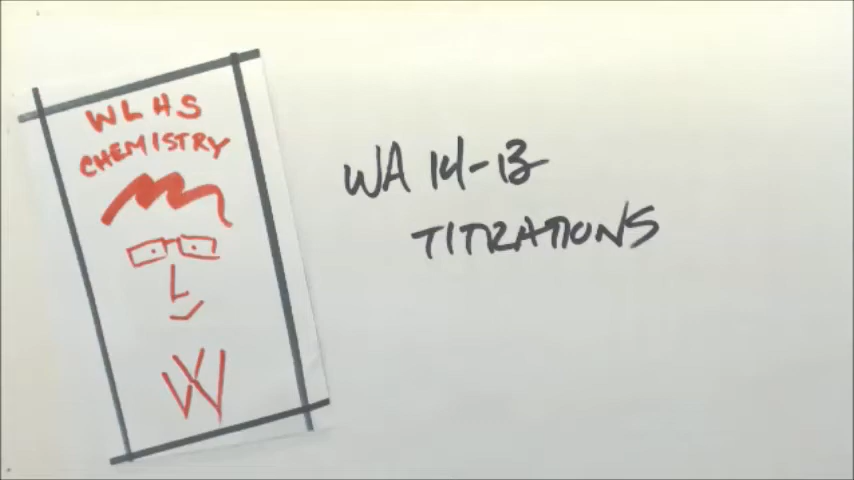 WLHS
CHEMISTRY
W
WA 14-13
TITRATIONS